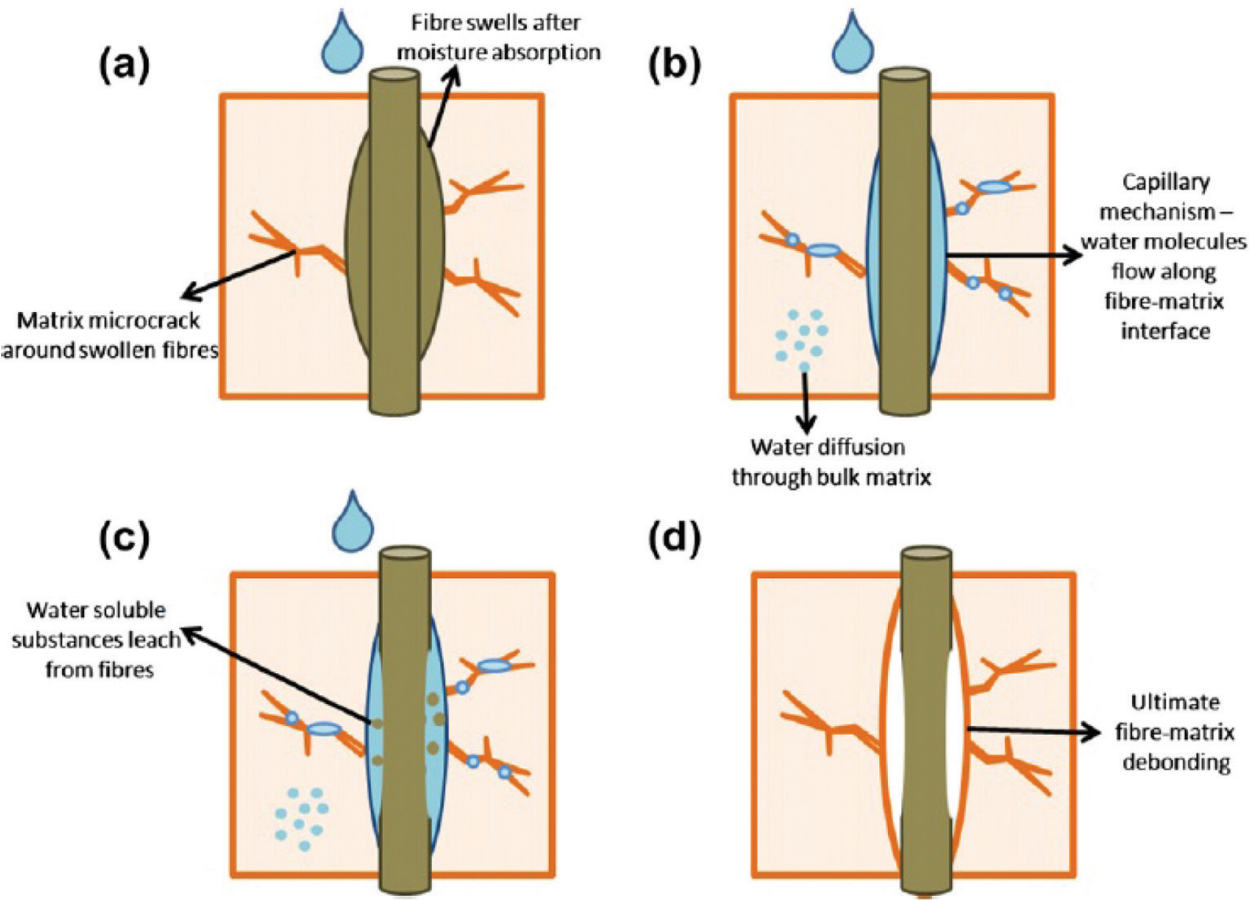 (a)
Fibre swells after
moisture absorption
Matrix microcrack
around swollen fibres
(b)
Capillary
mechanism –
water molecules
flow along
fibre-matrix
interface
Water diffusion
through bulk matrix
(c)
Water soluble
substances leach
from fibres
(d)
Ultimate
fibre-matrix
debonding